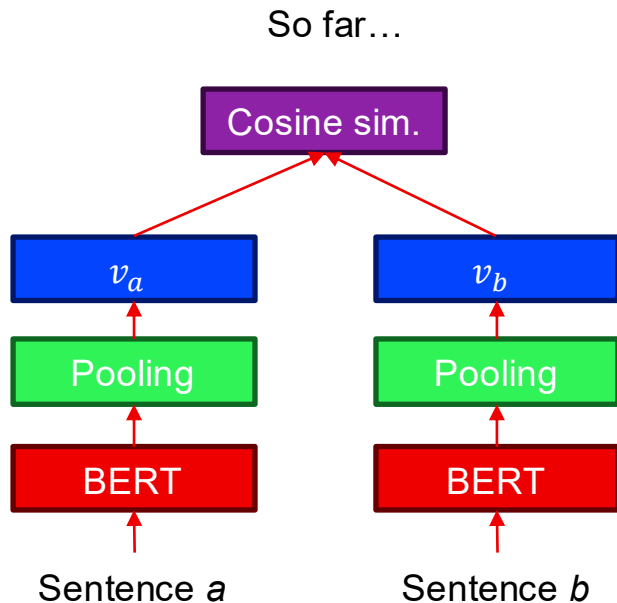 So far…
Cosine sim.
v_a
v_b
Pooling
Pooling
BERT
BERT
Sentence a
Sentence b